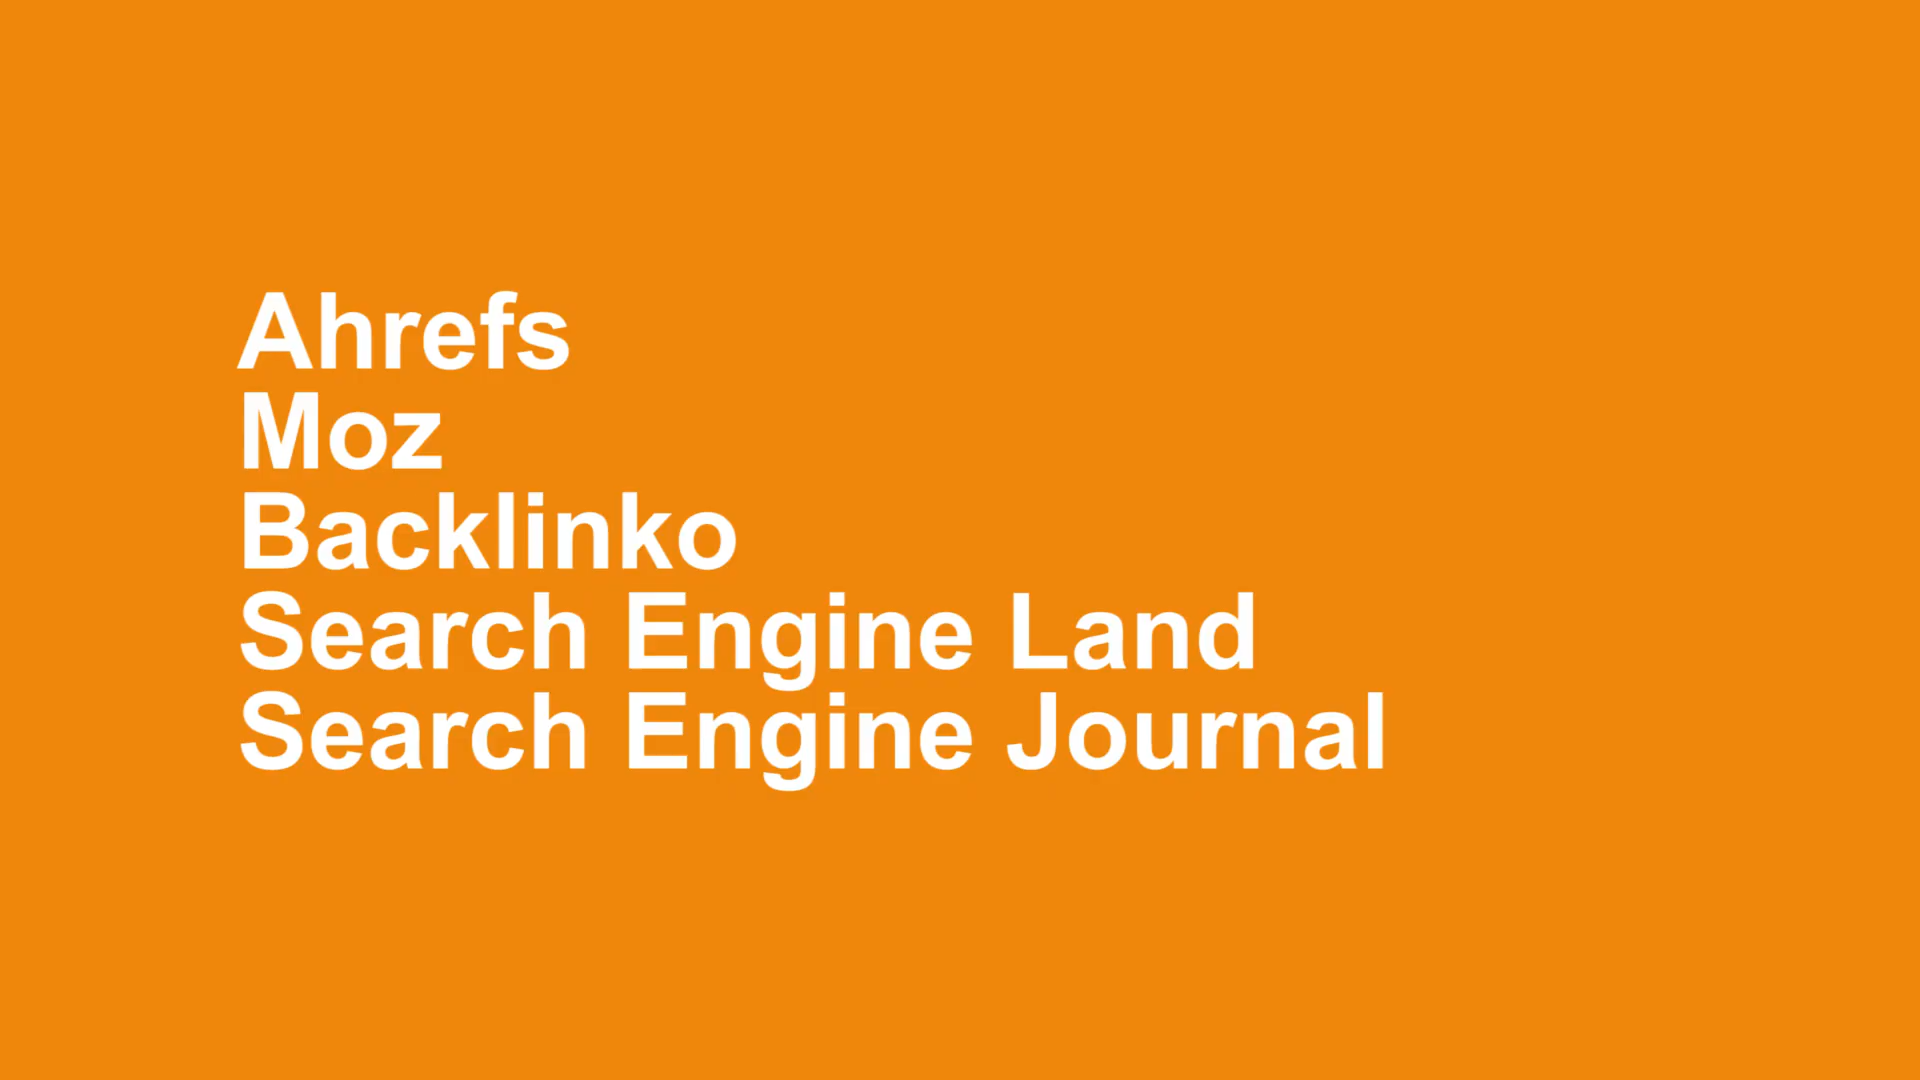 Ahrefs
Moz
Backlinko
Search Engine Land
Search Engine Journal